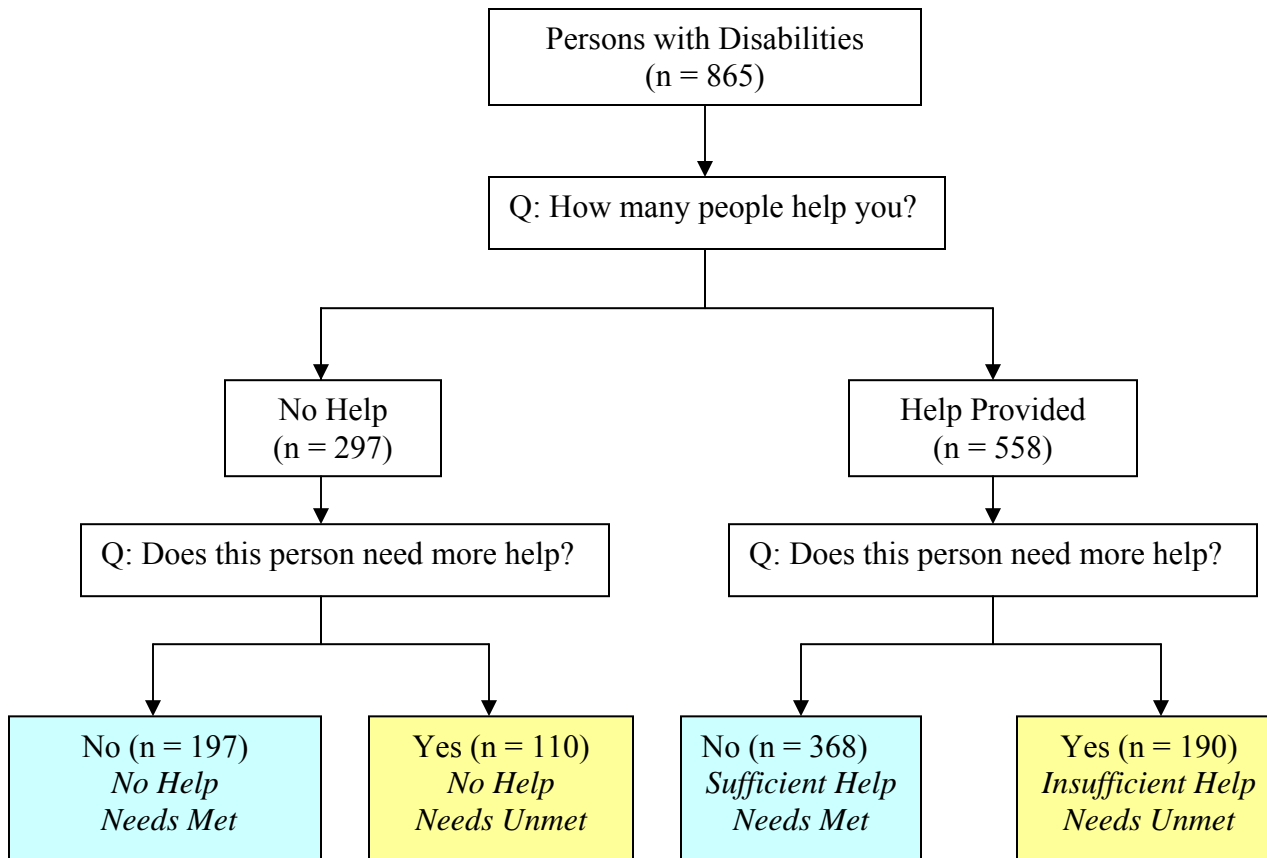 Persons with Disabilities
(n = 865)
Q: How many people help you?
No Help
(n = 297)
Help Provided
(n = 558)
Q: Does this person need more help?
Q: Does this person need more help?
No (n = 197)
No Help
Needs Met
Yes (n = 110)
No Help
Needs Unmet
No (n = 368)
Sufficient Help
Needs Met
Yes (n = 190)
Insufficient Help
Needs Unmet